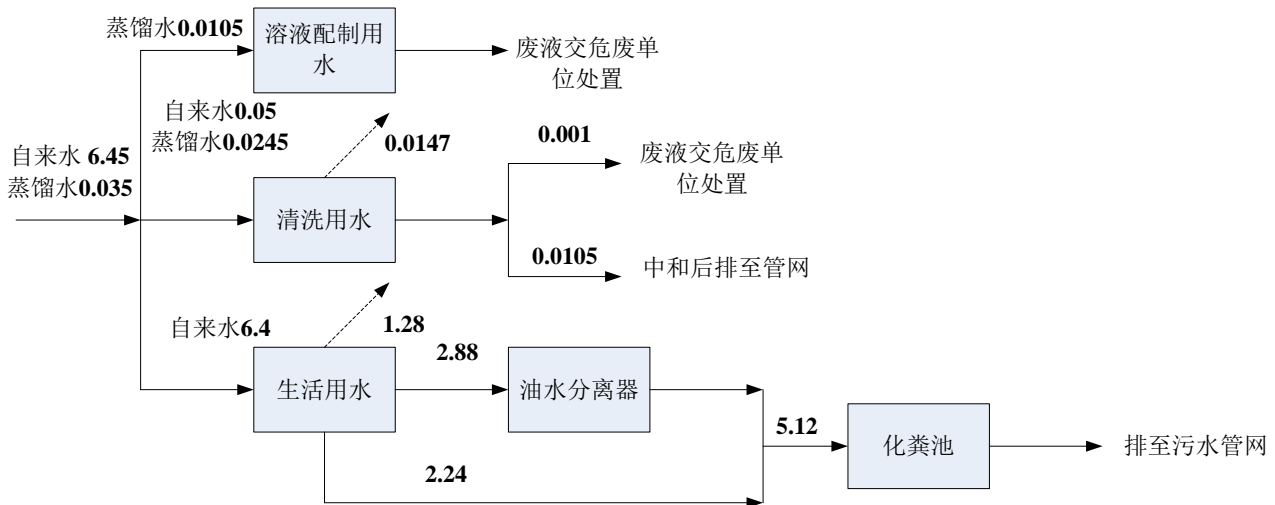 蒸馏水0.0105
溶液配制用
水
废液交危废单
位处置
自来水0.05
蒸馏水0.0245
0.0147
0.001
废液交危废单
位处置
自来水 6.45
蒸馏水0.035
清洗用水
0.0105
中和后排至管网
自来水6.4
1.28
2.88
生活用水
油水分离器
5.12
化粪池
排至污水管网
2.24